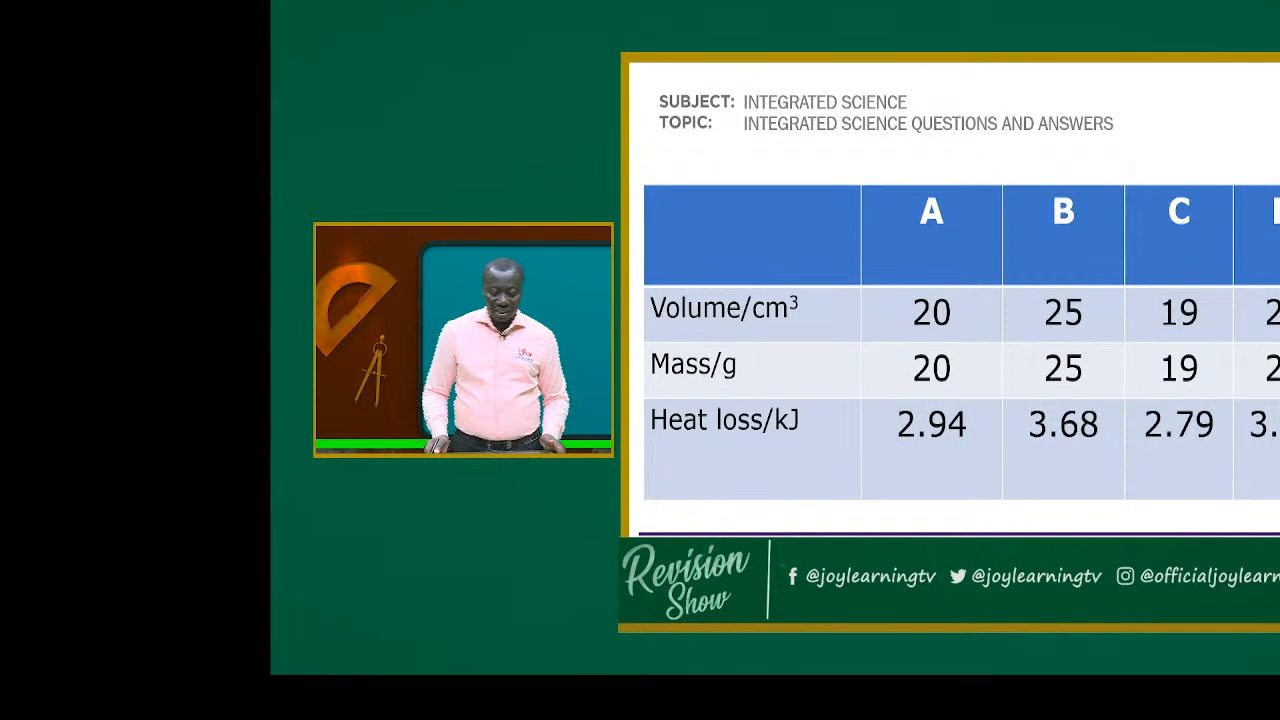 SUBJECT: INTEGRATED SCIENCE
TOPIC: INTEGRATED SCIENCE QUESTIONS AND ANSWERS
A B C
Volume/cm³ 20 25 19
Mass/g 20 25 19
Heat loss/kJ 2.94 3.68 2.79
Revision
Show
@joylearningtv @joylearningtv